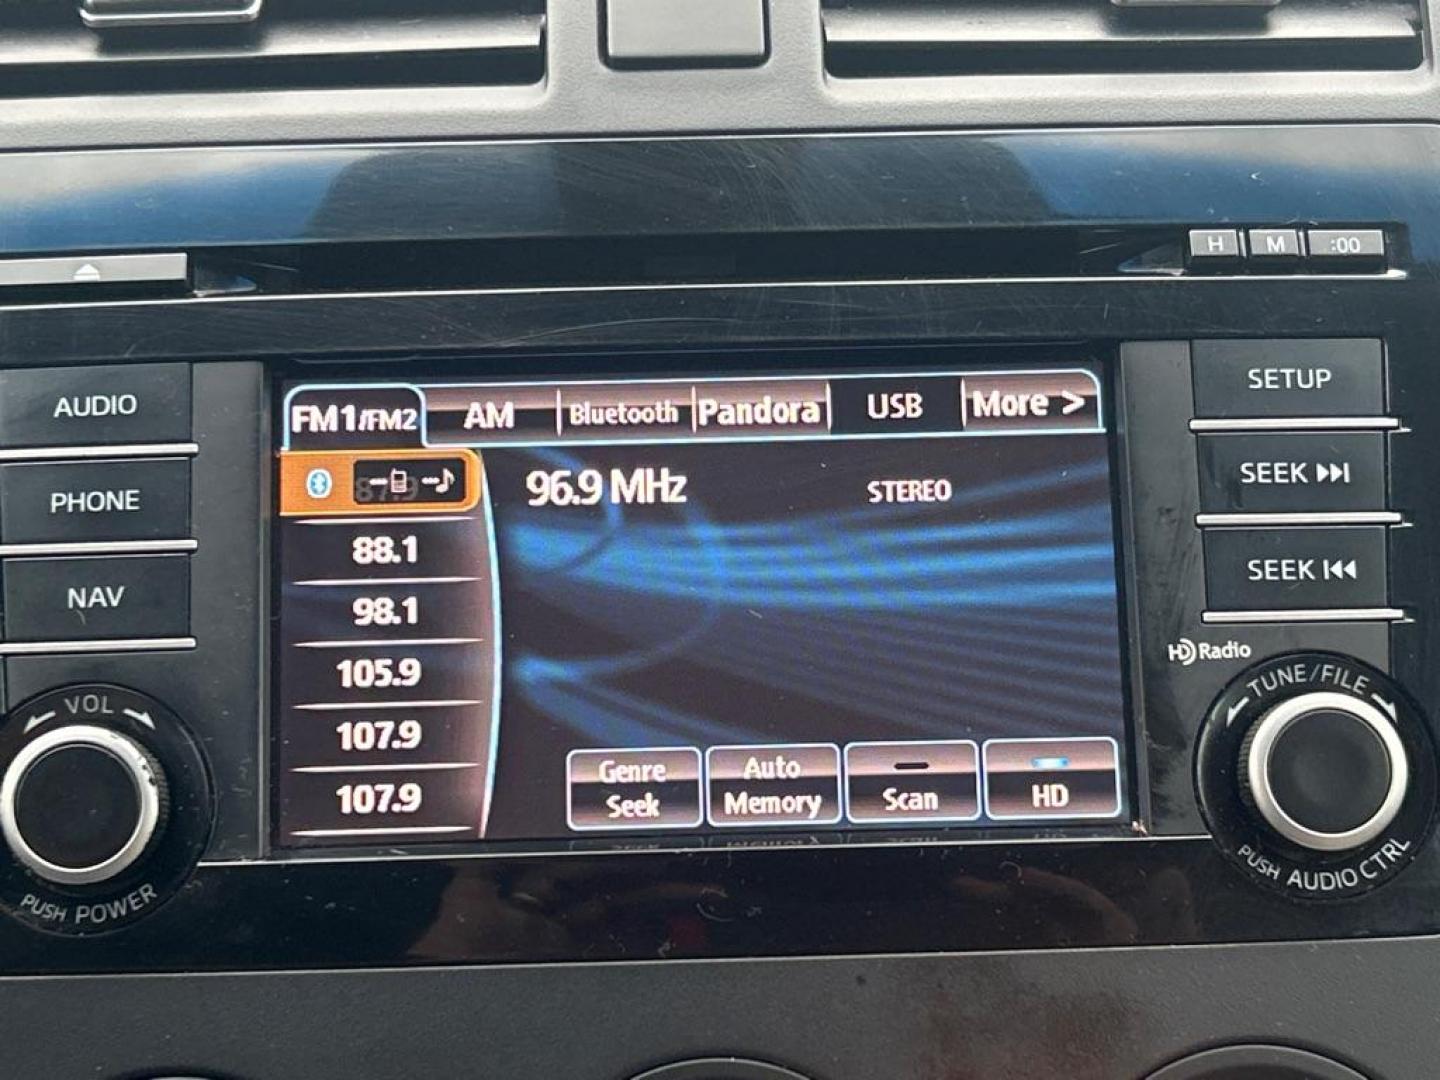 H M :00
AUDIO
PHONE
NAV
VOL
PUSH POWER
FM1/FM2 AM Bluetooth Pandora USB More >
87.9
96.9 MHz STEREO
88.1
98.1
105.9
107.9
107.9
Genre Seek
Auto Memory
Scan
HD
SETUP
SEEK
SEEK
HD Radio
TUNE/FILE
PUSH AUDIO CTRL